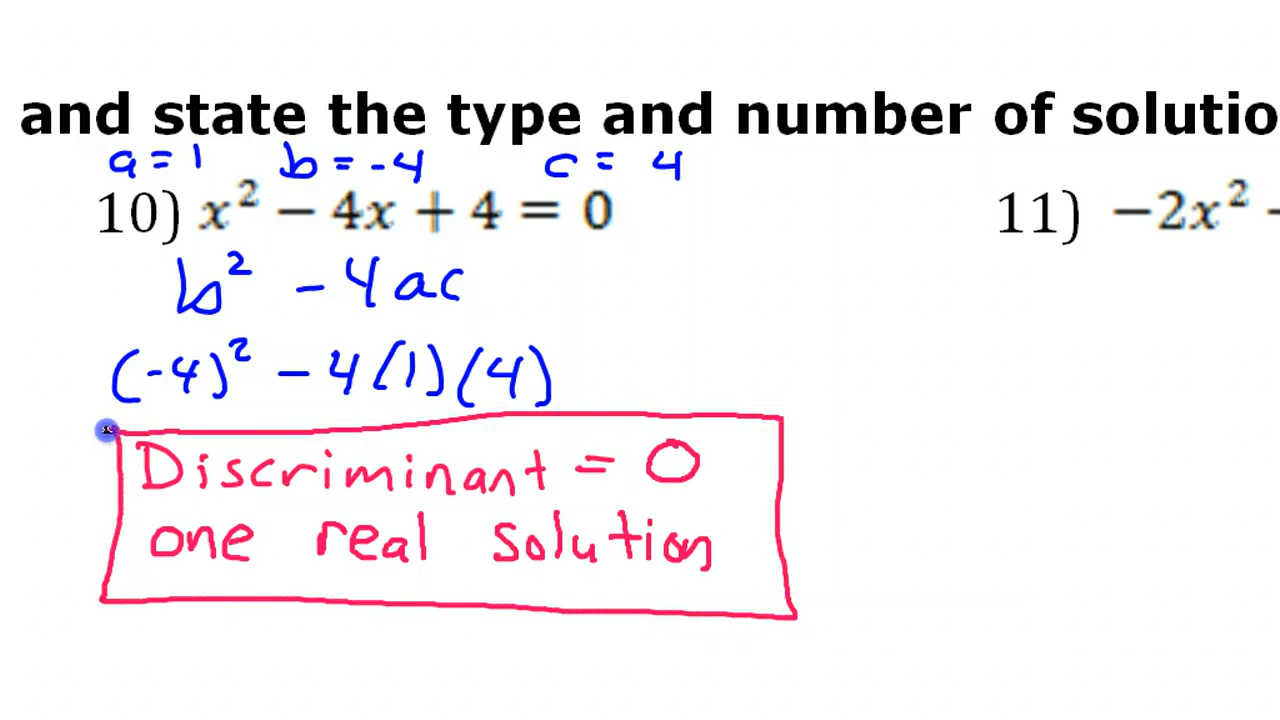 and state the type and number of solutio
a = 1 b = -4 c = 4
10) x² − 4x + 4 = 0
11) −2x² -
b² - 4ac
(-4)² - 4(1)(4)
Discriminant = 0
one real solution